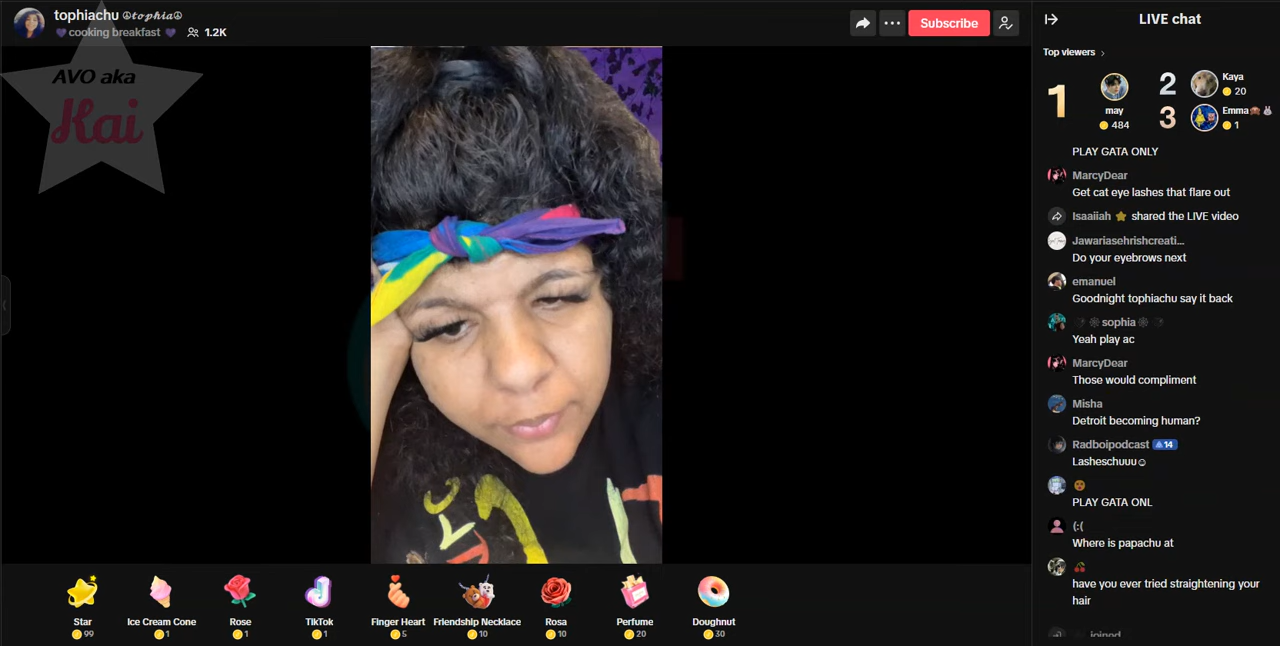 tophiachu ☮𝓽𝓸𝓹𝓱𝓲𝓪☮
💜cooking breakfast 💜 1.2K
Subscribe
AVO aka
Kai
LIVE chat
Top viewers ›
1
may
484
2
Kaya
20
3
Emma
1
PLAY GATA ONLY
MarcyDear
Get cat eye lashes that flare out
Isaaiiah ⭐ shared the LIVE video
Jawariasehrishcreati...
Do your eyebrows next
emanuel
Goodnight tophiachu say it back
🕷🕸sophia🕸🕷
Yeah play ac
MarcyDear
Those would compliment
Misha
Detroit becoming human?
Radboipodcast 14
Lasheschuuu☺
PLAY GATA ONL
(:(
Where is papachu at
🍒
have you ever tried straightening your
hair
joined
Star
99
Ice Cream Cone
1
Rose
1
TikTok
1
Finger Heart
5
Friendship Necklace
10
Rosa
10
Perfume
20
Doughnut
30